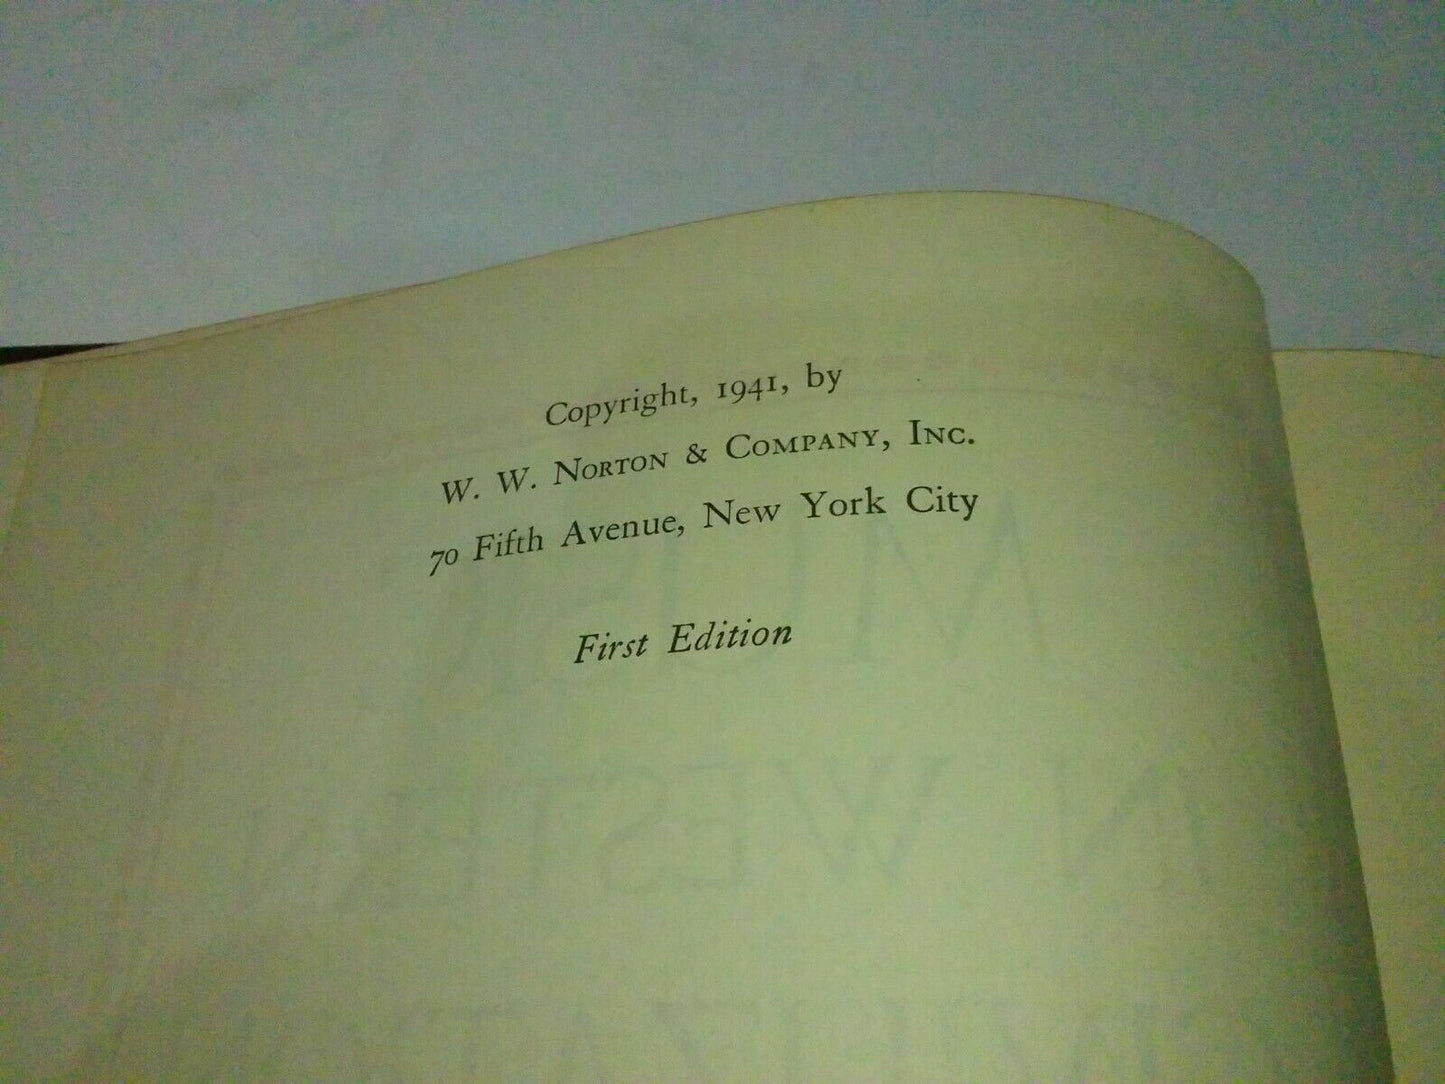 Copyright, 1941, by
W. W. NORTON & COMPANY, INC.
70 Fifth Avenue, New York City
First Edition